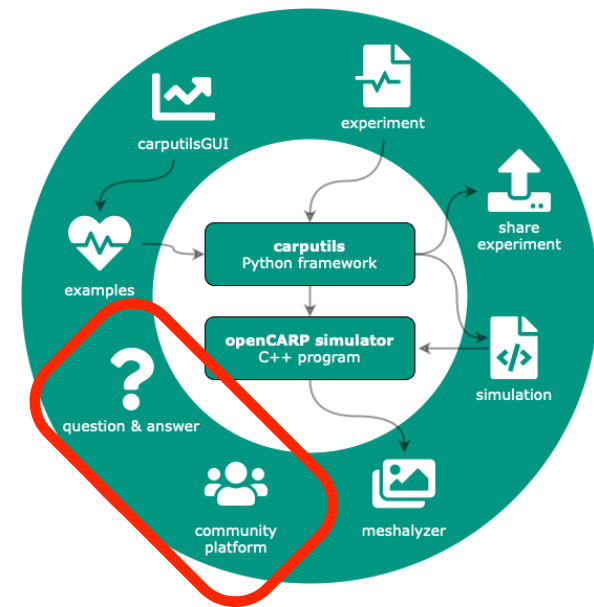 experiment
carputilsGUI
share
experiment
carputils
Python framework
examples
openCARP simulator
C++ program
</>
simulation
?
question & answer
community
platform
meshalyzer